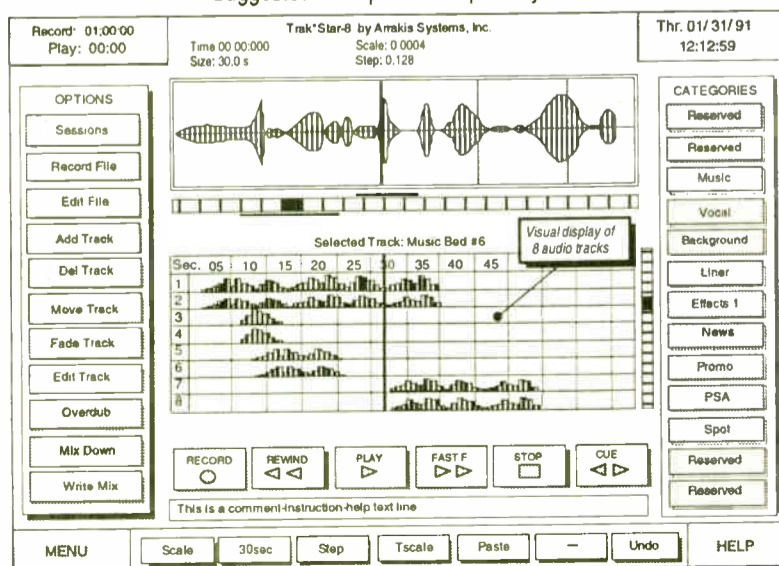 Record: 01:00:00
Play: 00:00
Trak*Star-8 by Arrakis Systems, Inc.
Time 00 00:000
Scale: 0 0004
Size: 30.0 s
Step: 0.128
Thr. 01/31/91
12:12:59
OPTIONS
Sessions
Record File
Edit File
Add Track
Del Track
Move Track
Fade Track
Edit Track
Overdub
Mix Down
Write Mix
Selected Track: Music Bed #6
Visual display of
8 audio tracks
Sec. 05 10 15 20 25 30 35 40 45
1
2
3
4
5
6
7
8
RECORD
REWIND
PLAY
FAST F
STOP
CUE
This is a comment-instruction-help text line
CATEGORIES
Reserved
Reserved
Music
Vocal
Background
Liner
Effects 1
News
Promo
PSA
Spot
Reserved
Reserved
MENU
Scale
30sec
Step
Tscale
Paste
—
Undo
HELP